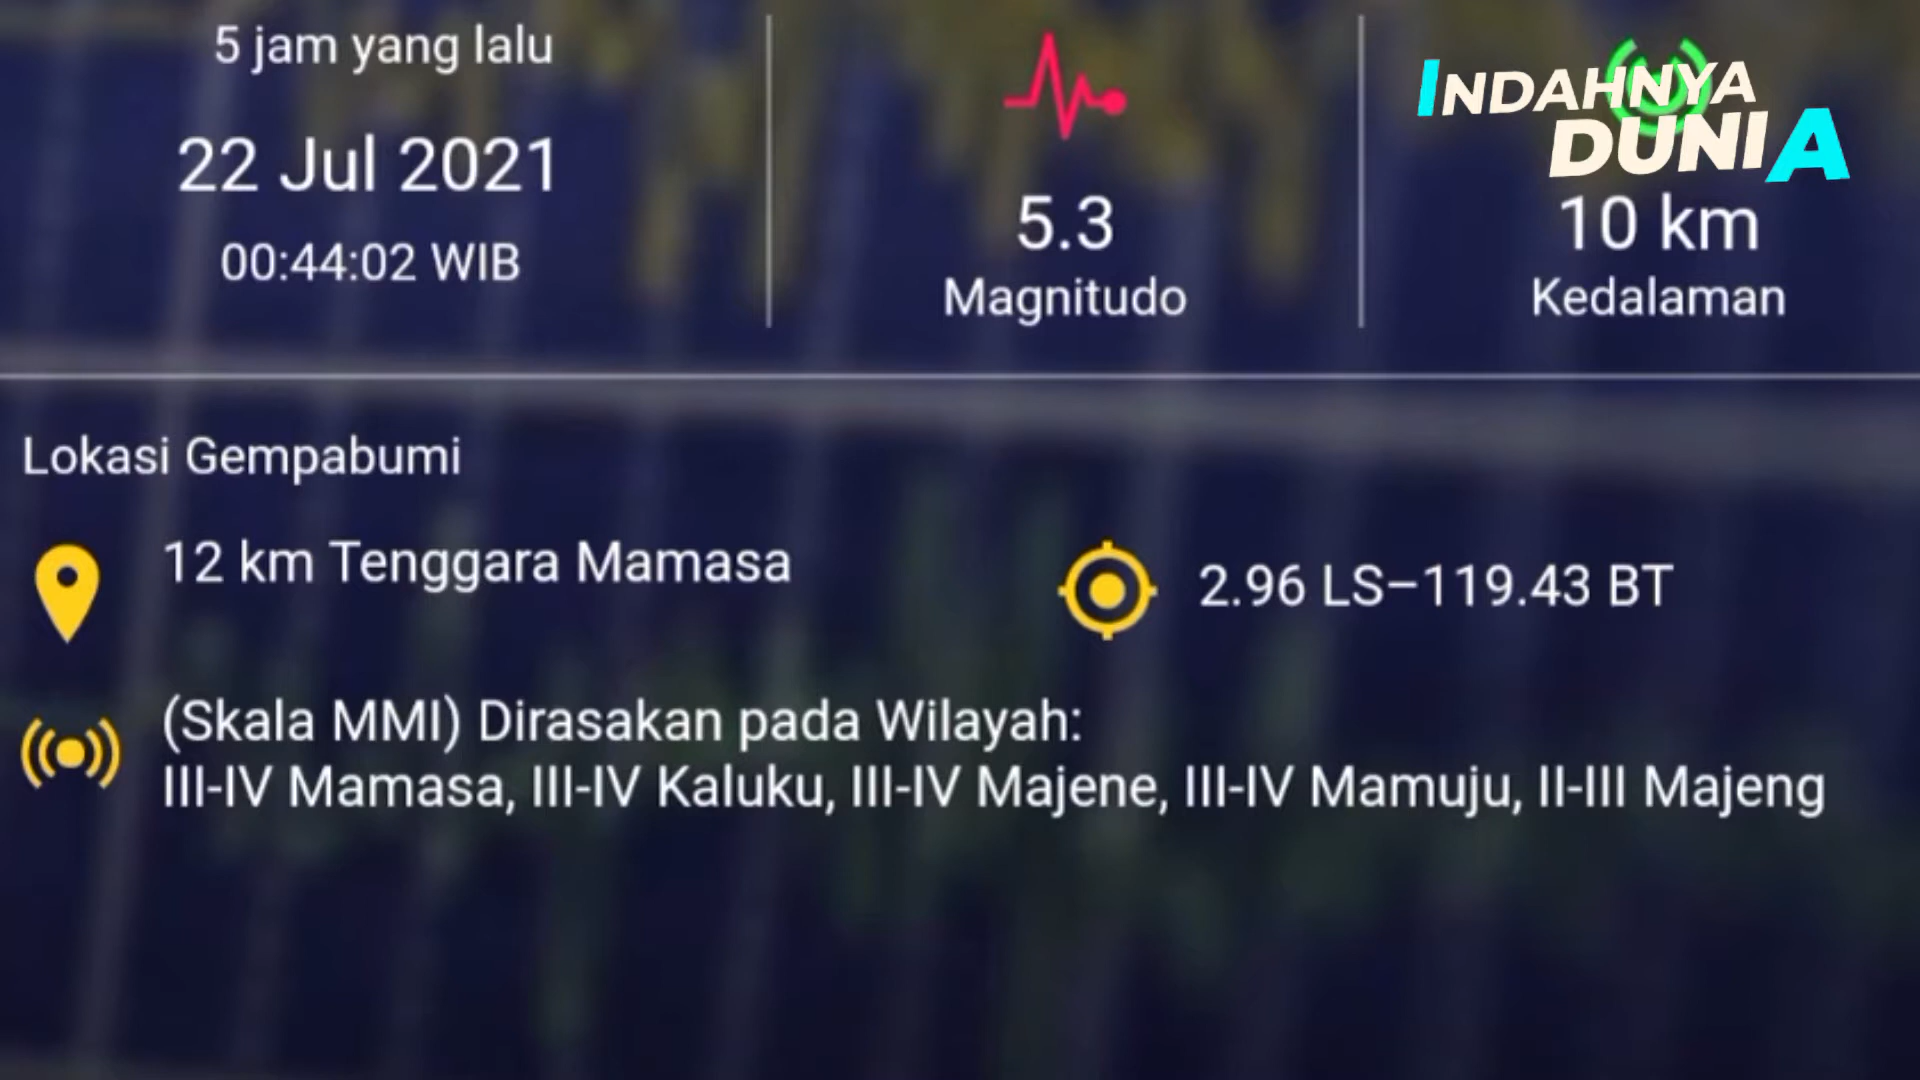 5 jam yang lalu
22 Jul 2021
00:44:02 WIB
5.3
Magnitudo
INDAHNYA
DUNIA
10 km
Kedalaman
Lokasi Gempabumi
12 km Tenggara Mamasa
2.96 LS–119.43 BT
(Skala MMI) Dirasakan pada Wilayah:
III-IV Mamasa, III-IV Kaluku, III-IV Majene, III-IV Mamuju, II-III Majeng